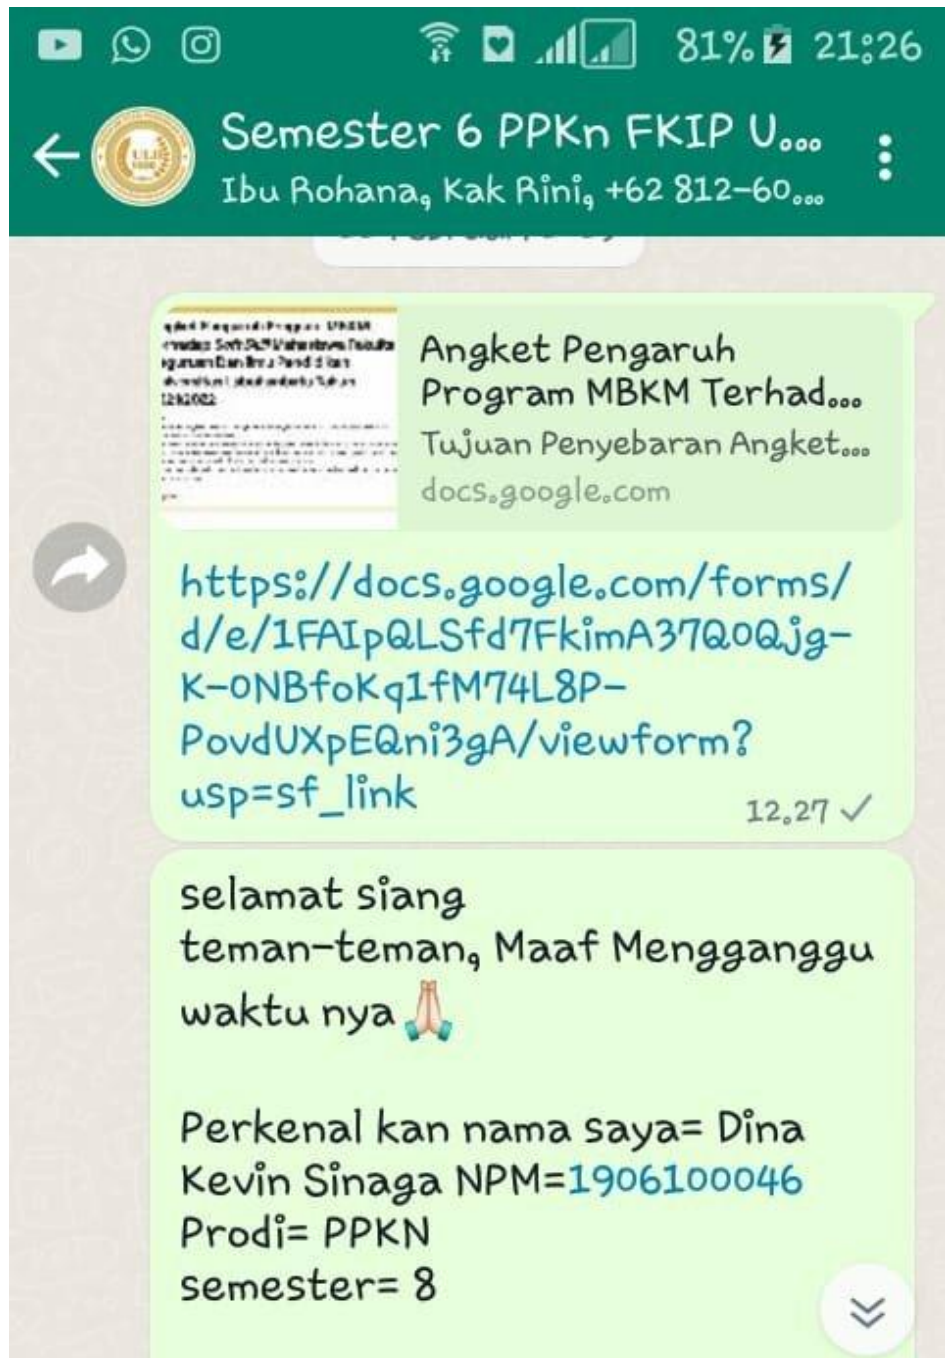 81% 21:26
Semester 6 PPKn FKIP U...
Ibu Rohana, Kak Rini, +62 812-60...
Angket Pengaruh
Program MBKM Terhad...
Tujuan Penyebaran Angket...
docs.google.com
https://docs.google.com/forms/
d/e/1FAIpQLSfd7FkimA37Q0Qjg-
K-0NBfoKq1fM74L8P-
PovdUXpEQni3gA/viewform?
usp=sf_link
12.27
selamat siang
teman-teman, Maaf Mengganggu
waktu nya 🙏🏻
Perkenal kan nama saya= Dina
Kevin Sinaga NPM=1906100046
Prodi= PPKN
semester= 8